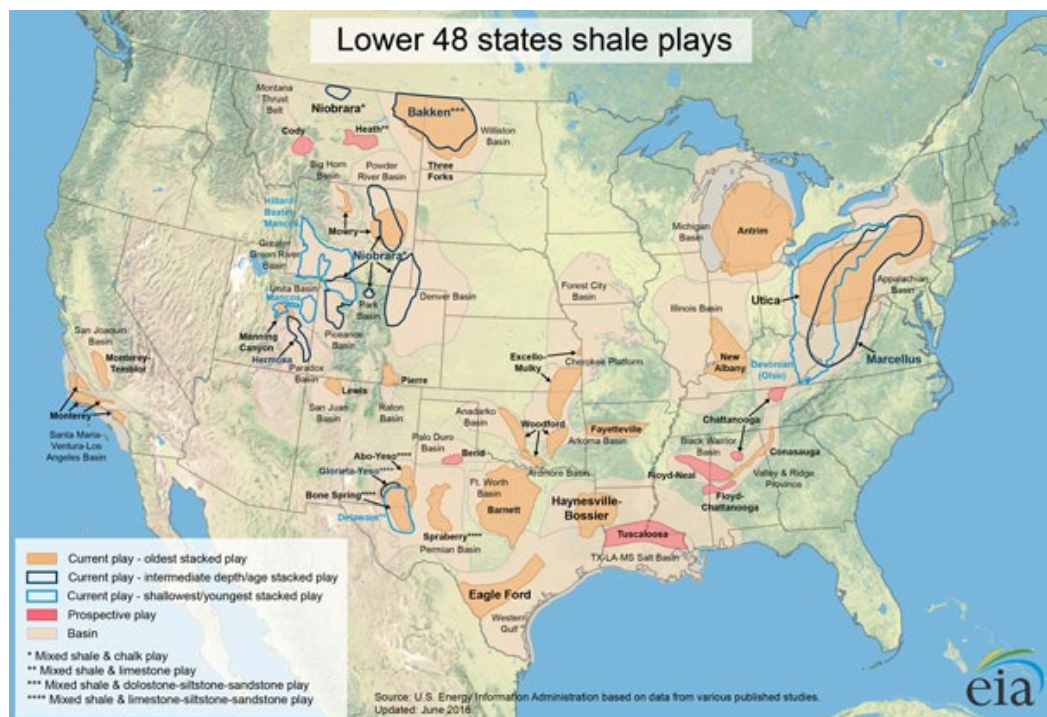 Lower 48 states shale plays
Montana
Thrust
Belt
Niobrara*
Bakken***
Cody
Heath**
Williston
Basin
Big Horn
Basin
Powder
River Basin
Three
Forks
Hilliard-
Baxter-
Mancos
Mowry
Greater
Green River
Basin
Niobrara*
Michigan
Basin
Antrim
Appalachian
Basin
Utica
Uinta Basin
Mancos
Park
Basin
Denver Basin
Forest City
Basin
Illinois Basin
San Joaquin
Basin
Manning
Canyon
Piceance
Basin
Hermosa
Paradox
Basin
Monterey-
Temblor
Excello-
Mulky
Cherokee Platform
New
Albany
Devonian
(Ohio)
Marcellus
Monterey
Lewis
Pierre
San Juan
Basin
Raton
Basin
Anadarko
Basin
Woodford
Fayetteville
Arkoma Basin
Chattanooga
Santa Maria-
Ventura-Los
Angeles Basin
Palo Duro
Basin
Black Warrior
Basin
Conasauga
Abo-Yeso****
Bend
Ardmore Basin
Glorieta-Yeso****
Floyd-Neal
Valley & Ridge
Province
Bone Spring****
Ft. Worth
Basin
Barnett
Haynesville-
Bossier
Floyd-
Chattanooga
Delaware
Spraberry****
Permian Basin
Tuscaloosa
TX-LA-MS Salt Basin
Eagle Ford
Western
Gulf
Current play - oldest stacked play
Current play - intermediate depth/age stacked play
Current play - shallowest/youngest stacked play
Prospective play
Basin
* Mixed shale & chalk play
** Mixed shale & limestone play
*** Mixed shale & dolostone-siltstone-sandstone play
**** Mixed shale & limestone-siltstone-sandstone play
Source: U.S. Energy Information Administration based on data from various published studies.
Updated: June 2016
eia